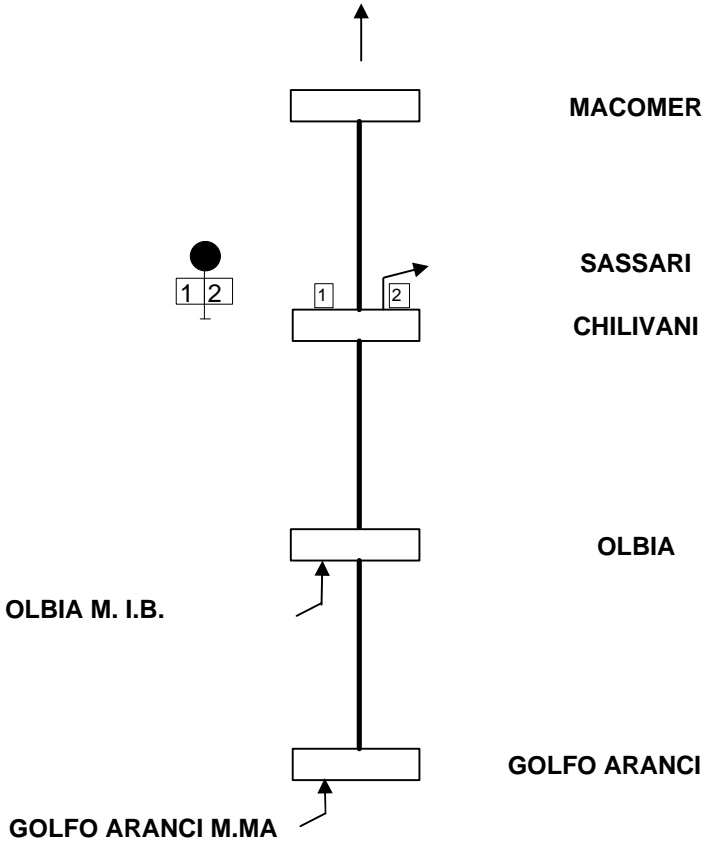 MACOMER
SASSARI
1 2
1
2
CHILIVANI
OLBIA
OLBIA M. I.B.
GOLFO ARANCI
GOLFO ARANCI M.MA